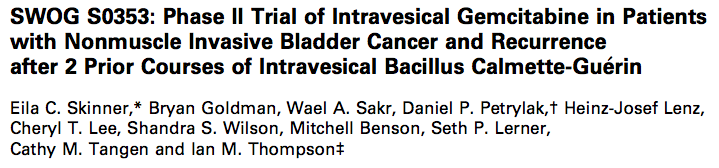 SWOG S0353: Phase II Trial of Intravesical Gemcitabine in Patients
with Nonmuscle Invasive Bladder Cancer and Recurrence
after 2 Prior Courses of Intravesical Bacillus Calmette-Guérin
Eila C. Skinner,* Bryan Goldman, Wael A. Sakr, Daniel P. Petrylak,† Heinz-Josef Lenz,
Cheryl T. Lee, Shandra S. Wilson, Mitchell Benson, Seth P. Lerner,
Cathy M. Tangen and Ian M. Thompson‡